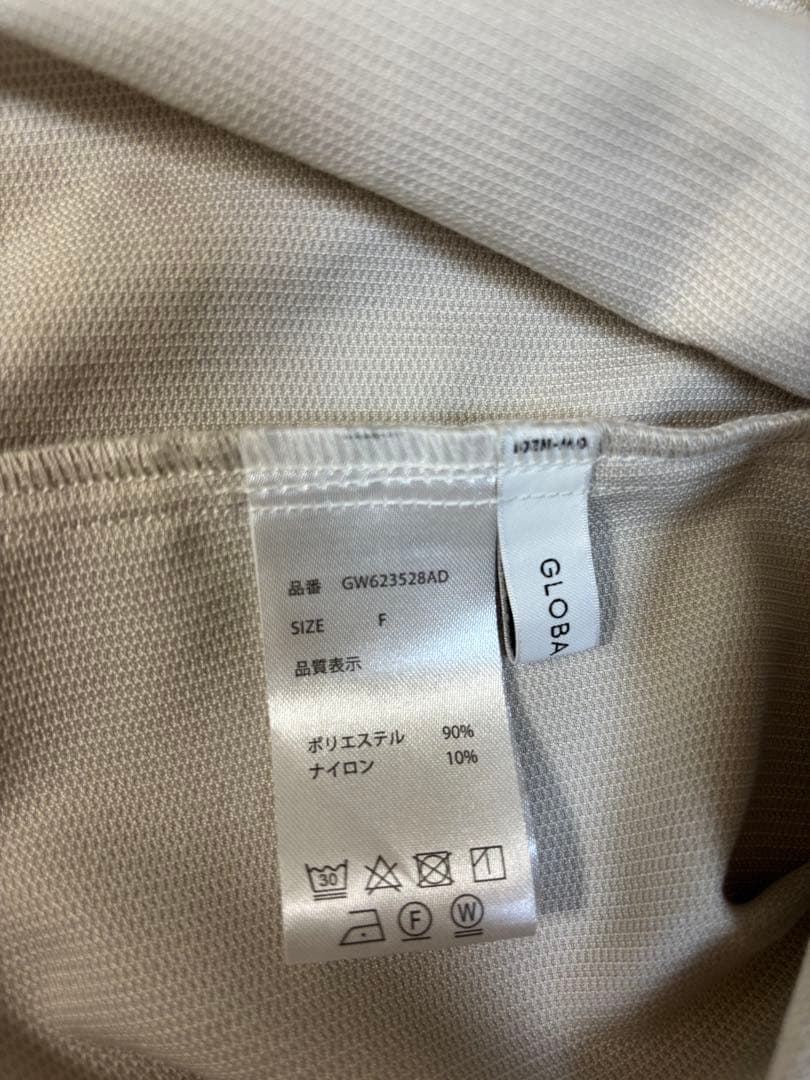 品番 GW623528AD
SIZE F
品質表示
ポリエステル 90%
ナイロン 10%
30
F
W
GLOBA